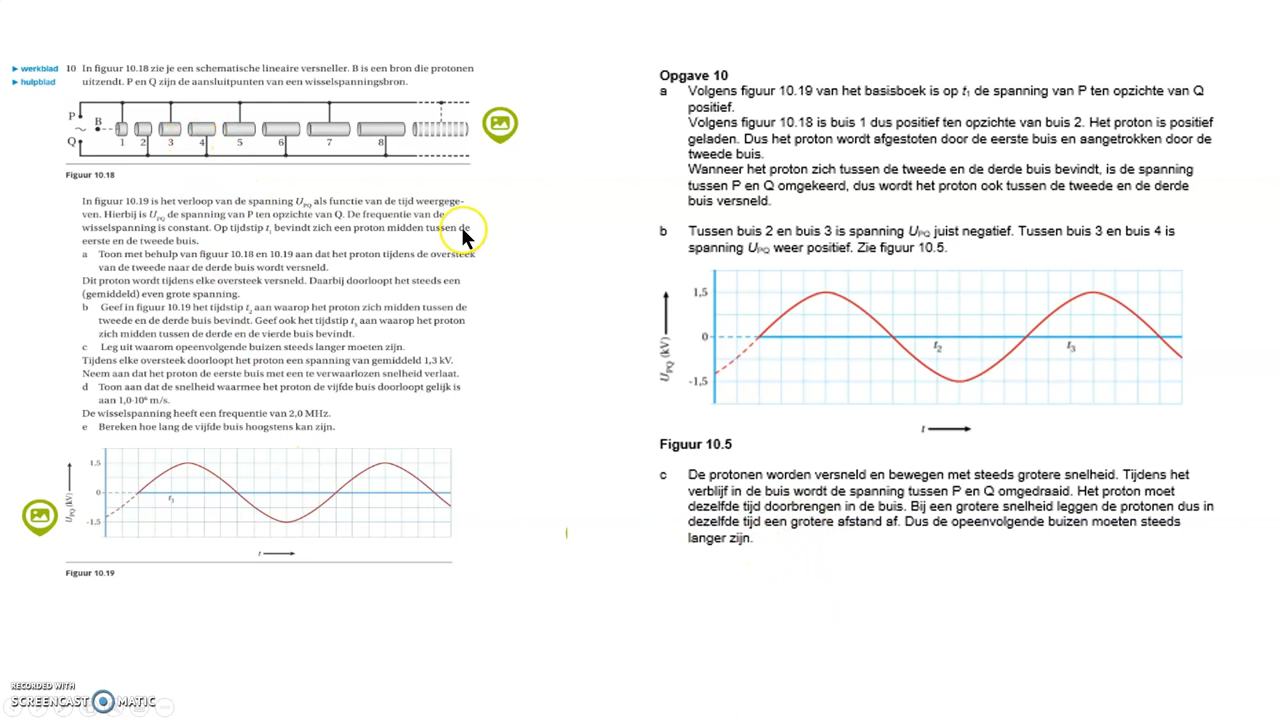 ▶ werkblad 10 In figuur 10.18 zie je een schematische lineaire versneller. B is een bron die protonen
▶ hulpblad uitzendt. P en Q zijn de aansluitpunten van een wisselspanningsbron.
P
B
Q
1 2 3 4 5 6 7 8
Figuur 10.18
In figuur 10.19 is het verloop van de spanning UPQ als functie van de tijd weergege-
ven. Hierbij is UPQ de spanning van P ten opzichte van Q. De frequentie van de
wisselspanning is constant. Op tijdstip t1 bevindt zich een proton midden tussen de
eerste en de tweede buis.
a Toon met behulp van figuur 10.18 en 10.19 aan dat het proton tijdens de oversteek
van de tweede naar de derde buis wordt versneld.
Dit proton wordt tijdens elke oversteek versneld. Daarbij doorloopt het steeds een
(gemiddeld) even grote spanning.
b Geef in figuur 10.19 het tijdstip t2 aan waarop het proton zich midden tussen de
tweede en de derde buis bevindt. Geef ook het tijdstip t3 aan waarop het proton
zich midden tussen de derde en de vierde buis bevindt.
c Leg uit waarom opeenvolgende buizen steeds langer moeten zijn.
Tijdens elke oversteek doorloopt het proton een spanning van gemiddeld 1,3 kV.
Neem aan dat het proton de eerste buis met een te verwaarlozen snelheid verlaat.
d Toon aan dat de snelheid waarmee het proton de vijfde buis doorloopt gelijk is
aan 1,0·10⁶ m/s.
De wisselspanning heeft een frequentie van 2,0 MHz.
e Bereken hoe lang de vijfde buis hoogstens kan zijn.
1,5
0
-1,5
UPQ (kV)
t1
t
Figuur 10.19
RECORDED WITH
SCREENCAST MATIC
Opgave 10
a Volgens figuur 10.19 van het basisboek is op t1 de spanning van P ten opzichte van Q
positief.
Volgens figuur 10.18 is buis 1 dus positief ten opzichte van buis 2. Het proton is positief
geladen. Dus het proton wordt afgestoten door de eerste buis en aangetrokken door de
tweede buis.
Wanneer het proton zich tussen de tweede en de derde buis bevindt, is de spanning
tussen P en Q omgekeerd, dus wordt het proton ook tussen de tweede en de derde
buis versneld.
b Tussen buis 2 en buis 3 is spanning UPQ juist negatief. Tussen buis 3 en buis 4 is
spanning UPQ weer positief. Zie figuur 10.5.
1,5
0
-1,5
UPQ (kV)
t2
t3
t
Figuur 10.5
c De protonen worden versneld en bewegen met steeds grotere snelheid. Tijdens het
verblijf in de buis wordt de spanning tussen P en Q omgedraaid. Het proton moet
dezelfde tijd doorbrengen in de buis. Bij een grotere snelheid leggen de protonen dus in
dezelfde tijd een grotere afstand af. Dus de opeenvolgende buizen moeten steeds
langer zijn.